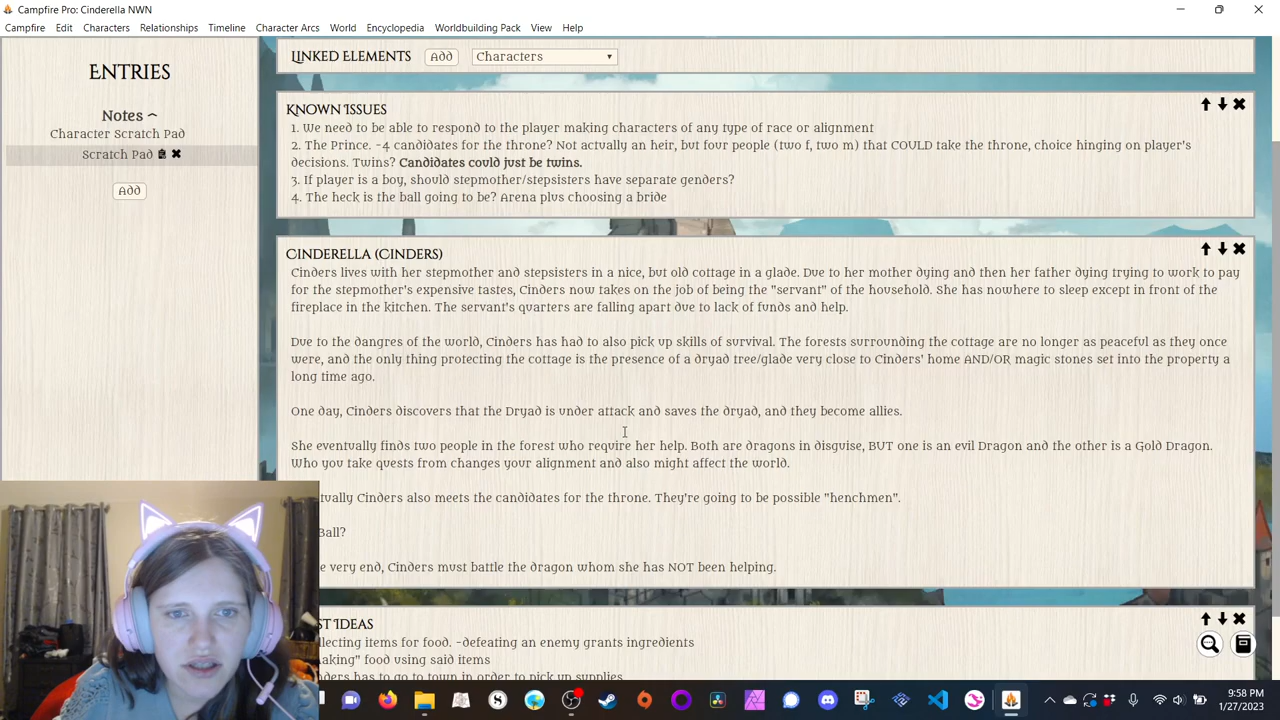 Campfire Pro: Cinderella NWN
Campfire Edit Characters Relationships Timeline Character Arcs World Encyclopedia Worldbuilding Pack View Help
Entries
Notes
Character Scratch Pad
Scratch Pad
Add
Linked Elements Add Characters
Known Issues
1. We need to be able to respond to the player making characters of any type of race or alignment
2. The Prince. -4 candidates for the throne? Not actually an heir, but four people (two f, two m) that COULD take the throne, choice hinging on player's
decisions. Twins? Candidates could just be twins.
3. If player is a boy, should stepmother/stepsisters have separate genders?
4. The heck is the ball going to be? Arena plus choosing a bride
Cinderella (Cinders)
Cinders lives with her stepmother and stepsisters in a nice, but old cottage in a glade. Due to her mother dying and then her father dying trying to work to pay
for the stepmother's expensive tastes, Cinders now takes on the job of being the "servant" of the household. She has nowhere to sleep except in front of the
fireplace in the kitchen. The servant's quarters are falling apart due to lack of funds and help.
Due to the dangres of the world, Cinders has had to also pick up skills of survival. The forests surrounding the cottage are no longer as peaceful as they once
were, and the only thing protecting the cottage is the presence of a dryad tree/glade very close to Cinders' home AND/OR magic stones set into the property a
long time ago.
One day, Cinders discovers that the Dryad is under attack and saves the dryad, and they become allies.
She eventually finds two people in the forest who require her help. Both are dragons in disguise, BUT one is an evil Dragon and the other is a Gold Dragon.
Who you take quests from changes your alignment and also might affect the world.
tually Cinders also meets the candidates for the throne. They're going to be possible "henchmen".
Ball?
e very end, Cinders must battle the dragon whom she has NOT been helping.
st Ideas
llecting items for food. -defeating an enemy grants ingredients
aking" food using said items
nders has to go to town in order to pick up supplies
9:58 PM
1/27/2023